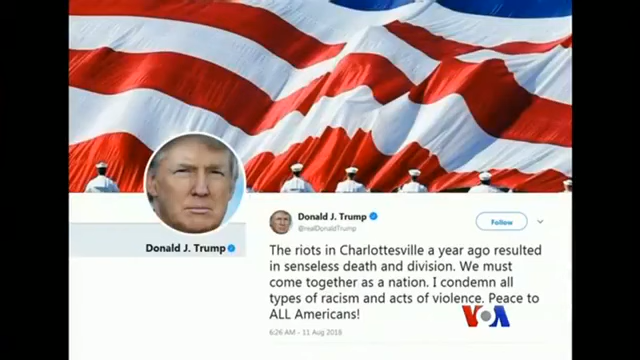 Donald J. Trump
Donald J. Trump
@realDonaldTrump
Follow
The riots in Charlottesville a year ago resulted
in senseless death and division. We must
come together as a nation. I condemn all
types of racism and acts of violence. Peace to
ALL Americans!
VOA
6:26 AM - 11 Aug 2018